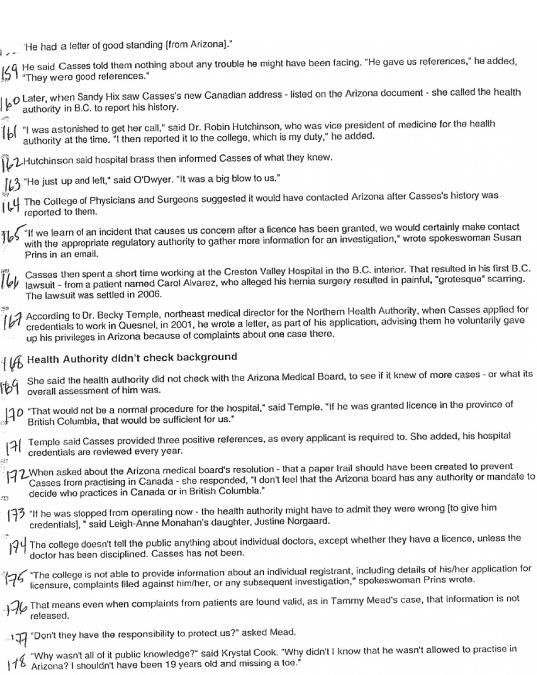 "He had a letter of good standing [from Arizona]."
159 He said Casses told them nothing about any trouble he might have been facing. "He gave us references," he added,
"They were good references."
160 Later, when Sandy Hix saw Casses's new Canadian address - listed on the Arizona document - she called the health
authority in B.C. to report his history.
161 "I was astonished to get her call," said Dr. Robin Hutchinson, who was vice president of medicine for the health
authority at the time. "I then reported it to the college, which is my duty," he added.
162 Hutchinson said hospital brass then informed Casses of what they knew.
163 "He just up and left," said O'Dwyer. "It was a big blow to us."
164 The College of Physicians and Surgeons suggested it would have contacted Arizona after Casses's history was
reported to them.
165 "If we learn of an incident that causes us concern after a licence has been granted, we would certainly make contact
with the appropriate regulatory authority to gather more information for an investigation," wrote spokeswoman Susan
Prins in an email.
166 Casses then spent a short time working at the Creston Valley Hospital in the B.C. interior. That resulted in his first B.C.
lawsuit - from a patient named Carol Alvarez, who alleged his hernia surgery resulted in painful, "grotesque" scarring.
The lawsuit was settled in 2006.
167 According to Dr. Becky Temple, northeast medical director for the Northern Health Authority, when Casses applied for
credentials to work in Quesnel, in 2001, he wrote a letter, as part of his application, advising them he voluntarily gave
up his privileges in Arizona because of complaints about one case there.
168 Health Authority didn't check background
169 She said the health authority did not check with the Arizona Medical Board, to see if it knew of more cases - or what its
overall assessment of him was.
170 "That would not be a normal procedure for the hospital," said Temple. "If he was granted licence in the province of
British Columbia, that would be sufficient for us."
171 Temple said Casses provided three positive references, as every applicant is required to. She added, his hospital
credentials are reviewed every year.
172 When asked about the Arizona medical board's resolution - that a paper trail should have been created to prevent
Casses from practising in Canada - she responded, "I don't feel that the Arizona board has any authority or mandate to
decide who practices in Canada or in British Columbia."
173 "If he was stopped from operating now - the health authority might have to admit they were wrong [to give him
credentials], " said Leigh-Anne Monahan's daughter, Justine Norgaard.
174 The college doesn't tell the public anything about individual doctors, except whether they have a licence, unless the
doctor has been disciplined. Casses has not been.
175 "The college is not able to provide information about an individual registrant, including details of his/her application for
licensure, complaints filed against him/her, or any subsequent investigation," spokeswoman Prins wrote.
176 That means even when complaints from patients are found valid, as in Tammy Mead's case, that information is not
released.
177 "Don't they have the responsibility to protect us?" asked Mead.
178 "Why wasn't all of it public knowledge?" said Krystal Cook. "Why didn't I know that he wasn't allowed to practise in
Arizona? I shouldn't have been 19 years old and missing a toe."